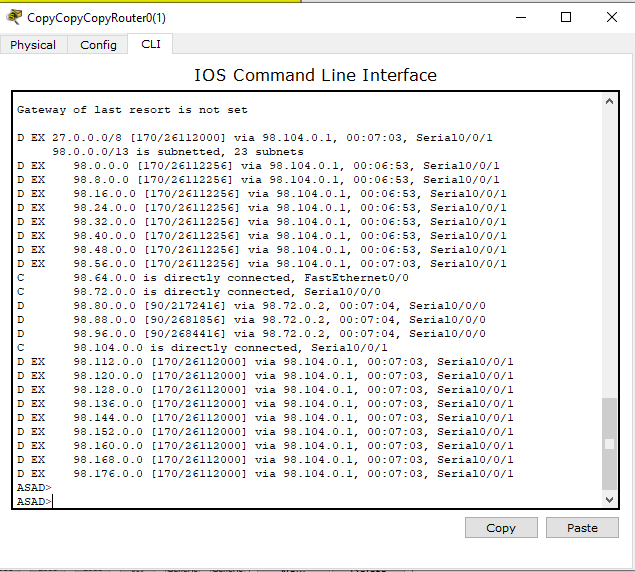 CopyCopyCopyRouter0(1)
Physical Config CLI
IOS Command Line Interface
Gateway of last resort is not set
D EX 27.0.0.0/8 [170/26112000] via 98.104.0.1, 00:07:03, Serial0/0/1
     98.0.0.0/13 is subnetted, 23 subnets
D EX    98.0.0.0 [170/26112256] via 98.104.0.1, 00:06:53, Serial0/0/1
D EX    98.8.0.0 [170/26112256] via 98.104.0.1, 00:06:53, Serial0/0/1
D EX    98.16.0.0 [170/26112256] via 98.104.0.1, 00:06:53, Serial0/0/1
D EX    98.24.0.0 [170/26112256] via 98.104.0.1, 00:06:53, Serial0/0/1
D EX    98.32.0.0 [170/26112256] via 98.104.0.1, 00:06:53, Serial0/0/1
D EX    98.40.0.0 [170/26112256] via 98.104.0.1, 00:06:53, Serial0/0/1
D EX    98.48.0.0 [170/26112256] via 98.104.0.1, 00:06:53, Serial0/0/1
D EX    98.56.0.0 [170/26112256] via 98.104.0.1, 00:07:03, Serial0/0/1
C       98.64.0.0 is directly connected, FastEthernet0/0
C       98.72.0.0 is directly connected, Serial0/0/0
D       98.80.0.0 [90/2172416] via 98.72.0.2, 00:07:04, Serial0/0/0
D       98.88.0.0 [90/2681856] via 98.72.0.2, 00:07:04, Serial0/0/0
D       98.96.0.0 [90/2684416] via 98.72.0.2, 00:07:04, Serial0/0/0
C       98.104.0.0 is directly connected, Serial0/0/1
D EX    98.112.0.0 [170/26112000] via 98.104.0.1, 00:07:03, Serial0/0/1
D EX    98.120.0.0 [170/26112000] via 98.104.0.1, 00:07:03, Serial0/0/1
D EX    98.128.0.0 [170/26112000] via 98.104.0.1, 00:07:03, Serial0/0/1
D EX    98.136.0.0 [170/26112000] via 98.104.0.1, 00:07:03, Serial0/0/1
D EX    98.144.0.0 [170/26112000] via 98.104.0.1, 00:07:03, Serial0/0/1
D EX    98.152.0.0 [170/26112000] via 98.104.0.1, 00:07:03, Serial0/0/1
D EX    98.160.0.0 [170/26112000] via 98.104.0.1, 00:07:03, Serial0/0/1
D EX    98.168.0.0 [170/26112000] via 98.104.0.1, 00:07:03, Serial0/0/1
D EX    98.176.0.0 [170/26112000] via 98.104.0.1, 00:07:03, Serial0/0/1
ASAD>
ASAD>
Copy Paste